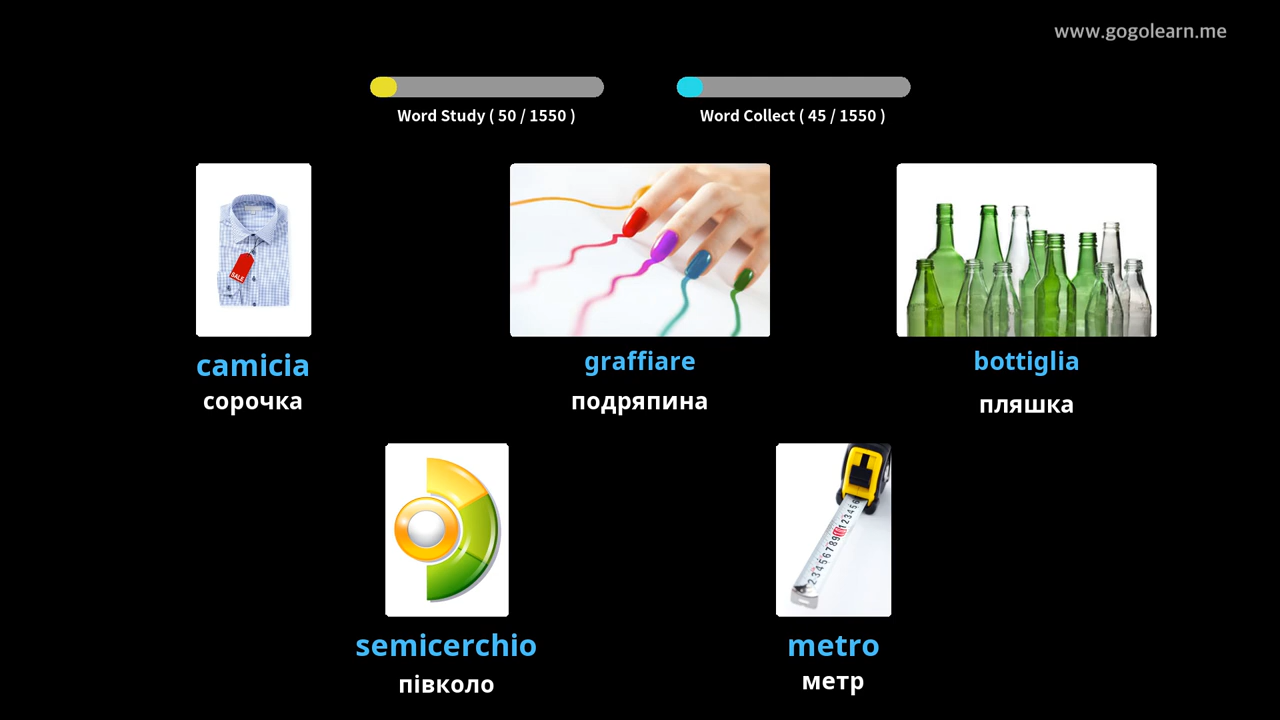 www.gogolearn.me
Word Study ( 50 / 1550 )
Word Collect ( 45 / 1550 )
SALE
camicia
сорочка
graffiare
подряпина
bottiglia
пляшка
semicerchio
півколо
metro
метр